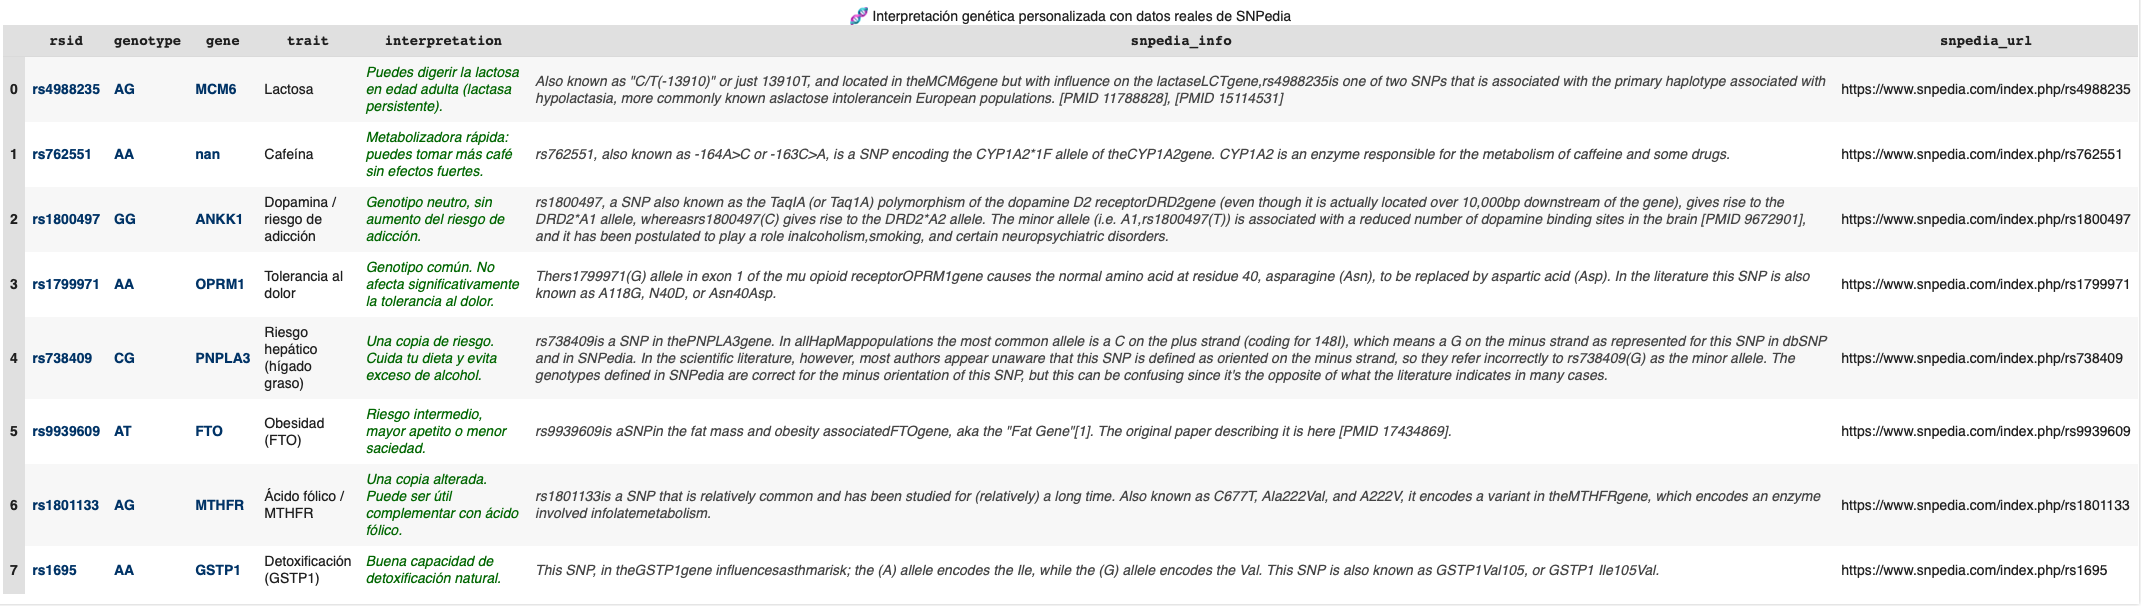 🧬 Interpretación genética personalizada con datos reales de SNPedia
rsid genotype gene trait interpretation snpedia_info snpedia_url
0 rs4988235 AG MCM6 Lactosa
Puedes digerir la lactosa
en edad adulta (lactasa
persistente).
Also known as "C/T(-13910)" or just 13910T, and located in theMCM6gene but with influence on the lactaseLCTgene,rs4988235is one of two SNPs that is associated with the primary haplotype associated with
hypolactasia, more commonly known aslactose intolerancein European populations. [PMID 11788828], [PMID 15114531]
https://www.snpedia.com/index.php/rs4988235
1 rs762551 AA nan Cafeína
Metabolizadora rápida:
puedes tomar más café
sin efectos fuertes.
rs762551, also known as -164A>C or -163C>A, is a SNP encoding the CYP1A2*1F allele of theCYP1A2gene. CYP1A2 is an enzyme responsible for the metabolism of caffeine and some drugs.
https://www.snpedia.com/index.php/rs762551
2 rs1800497 GG ANKK1
Dopamina /
riesgo de
adicción
Genotipo neutro, sin
aumento del riesgo de
adicción.
rs1800497, a SNP also known as the TaqIA (or Taq1A) polymorphism of the dopamine D2 receptorDRD2gene (even though it is actually located over 10,000bp downstream of the gene), gives rise to the
DRD2*A1 allele, whereasrs1800497(C) gives rise to the DRD2*A2 allele. The minor allele (i.e. A1,rs1800497(T)) is associated with a reduced number of dopamine binding sites in the brain [PMID 9672901],
and it has been postulated to play a role inalcoholism,smoking, and certain neuropsychiatric disorders.
https://www.snpedia.com/index.php/rs1800497
3 rs1799971 AA OPRM1
Tolerancia al
dolor
Genotipo común. No
afecta significativamente
la tolerancia al dolor.
Thers1799971(G) allele in exon 1 of the mu opioid receptorOPRM1gene causes the normal amino acid at residue 40, asparagine (Asn), to be replaced by aspartic acid (Asp). In the literature this SNP is also
known as A118G, N40D, or Asn40Asp.
https://www.snpedia.com/index.php/rs1799971
4 rs738409 CG PNPLA3
Riesgo
hepático
(hígado
graso)
Una copia de riesgo.
Cuida tu dieta y evita
exceso de alcohol.
rs738409is a SNP in thePNPLA3gene. In allHapMappopulations the most common allele is a C on the plus strand (coding for 148I), which means a G on the minus strand as represented for this SNP in dbSNP
and in SNPedia. In the scientific literature, however, most authors appear unaware that this SNP is defined as oriented on the minus strand, so they refer incorrectly to rs738409(G) as the minor allele. The
genotypes defined in SNPedia are correct for the minus orientation of this SNP, but this can be confusing since it's the opposite of what the literature indicates in many cases.
https://www.snpedia.com/index.php/rs738409
5 rs9939609 AT FTO
Obesidad
(FTO)
Riesgo intermedio,
mayor apetito o menor
saciedad.
rs9939609is aSNPin the fat mass and obesity associatedFTOgene, aka the "Fat Gene"[1]. The original paper describing it is here [PMID 17434869].
https://www.snpedia.com/index.php/rs9939609
6 rs1801133 AG MTHFR
Ácido fólico /
MTHFR
Una copia alterada.
Puede ser útil
complementar con ácido
fólico.
rs1801133is a SNP that is relatively common and has been studied for (relatively) a long time. Also known as C677T, Ala222Val, and A222V, it encodes a variant in theMTHFRgene, which encodes an enzyme
involved infolatemetabolism.
https://www.snpedia.com/index.php/rs1801133
7 rs1695 AA GSTP1
Detoxificación
(GSTP1)
Buena capacidad de
detoxificación natural.
This SNP, in theGSTP1gene influencesasthmarisk; the (A) allele encodes the Ile, while the (G) allele encodes the Val. This SNP is also known as GSTP1Val105, or GSTP1 Ile105Val.
https://www.snpedia.com/index.php/rs1695